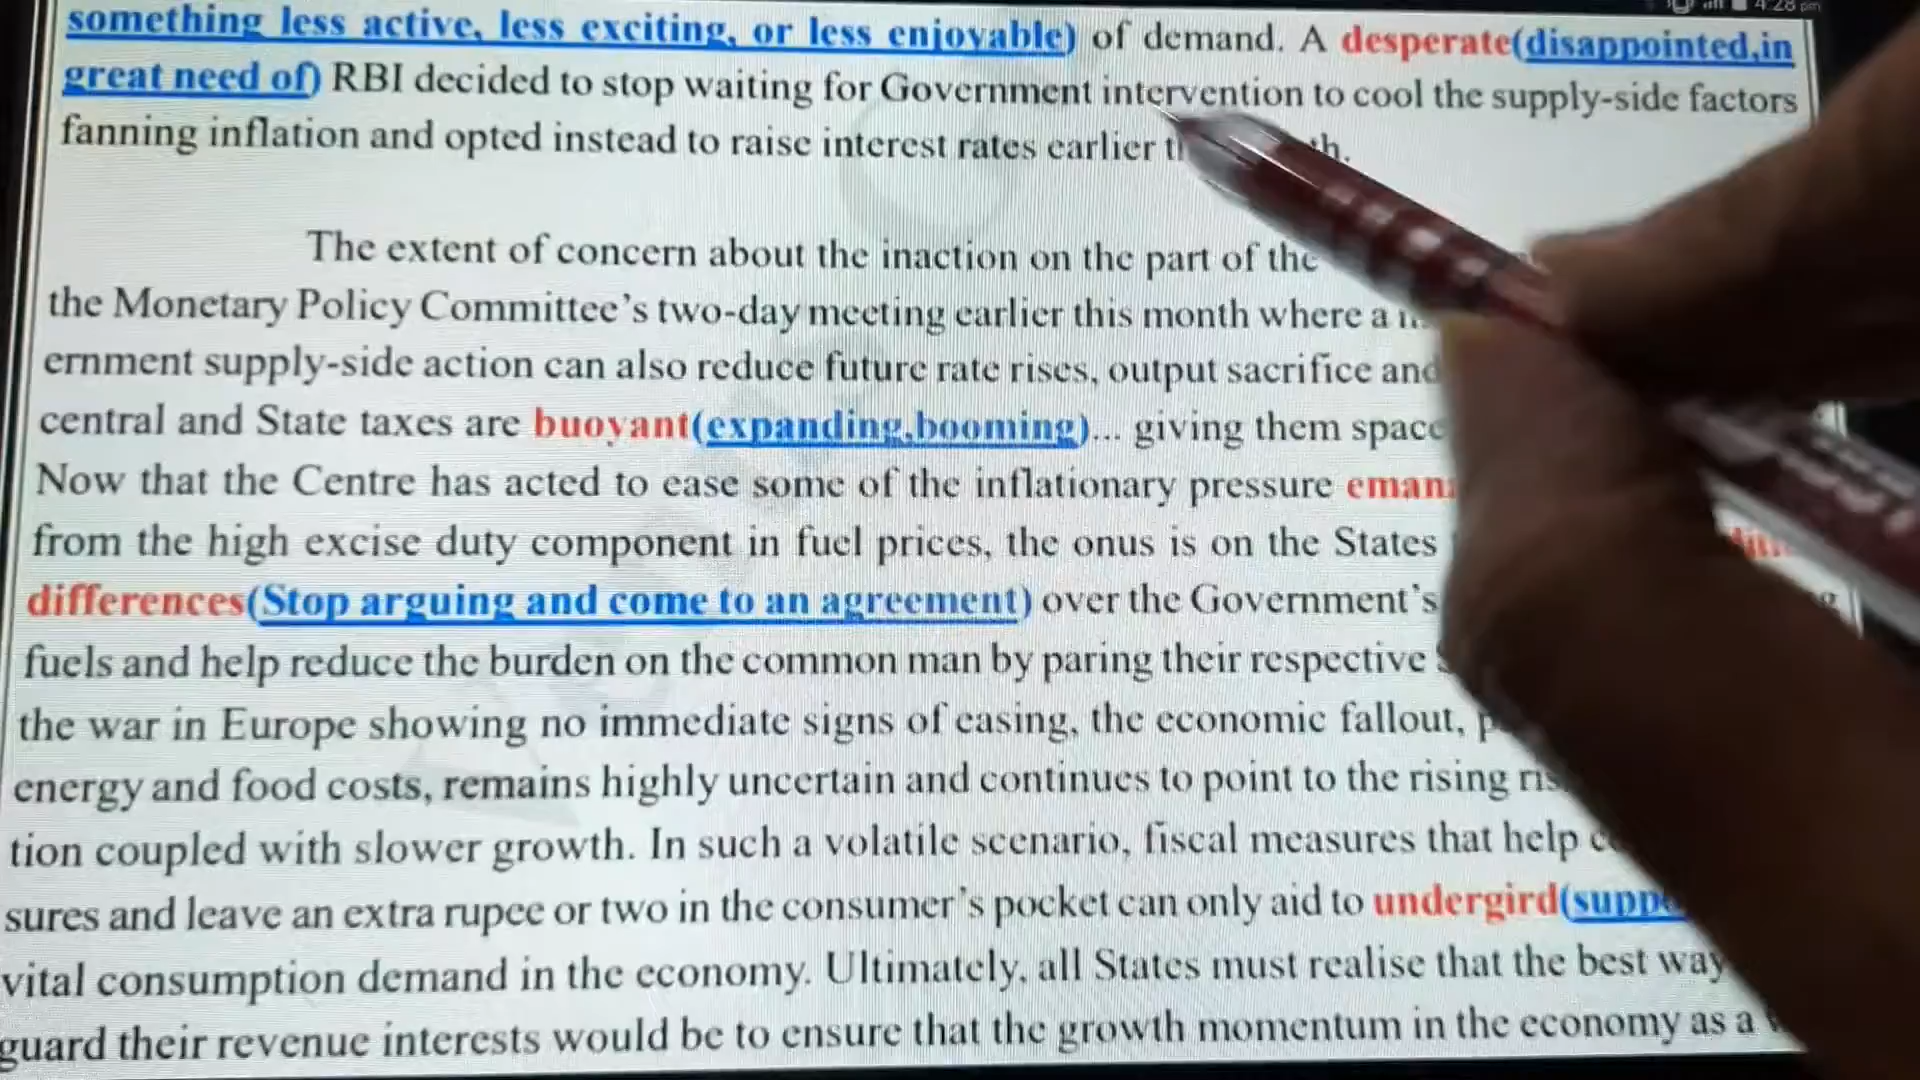 4:28 pm
something less active, less exciting, or less enjoyable) of demand. A desperate(disappointed,in
great need of) RBI decided to stop waiting for Government intervention to cool the supply-side factors
fanning inflation and opted instead to raise interest rates earlier
The extent of concern about the inaction on the part of the
the Monetary Policy Committee's two-day meeting earlier this month where a
ernment supply-side action can also reduce future rate rises, output sacrifice and
central and State taxes are buoyant(expanding,booming)... giving them space
Now that the Centre has acted to ease some of the inflationary pressure
from the high excise duty component in fuel prices, the onus is on the States
differences(Stop arguing and come to an agreement) over the Government's
fuels and help reduce the burden on the common man by paring their respective
the war in Europe showing no immediate signs of easing, the economic fallout,
energy and food costs, remains highly uncertain and continues to point to the rising
tion coupled with slower growth. In such a volatile scenario, fiscal measures that help
sures and leave an extra rupee or two in the consumer's pocket can only aid to undergird(
vital consumption demand in the economy. Ultimately, all States must realise that the best way
guard their revenue interests would be to ensure that the growth momentum in the economy as a